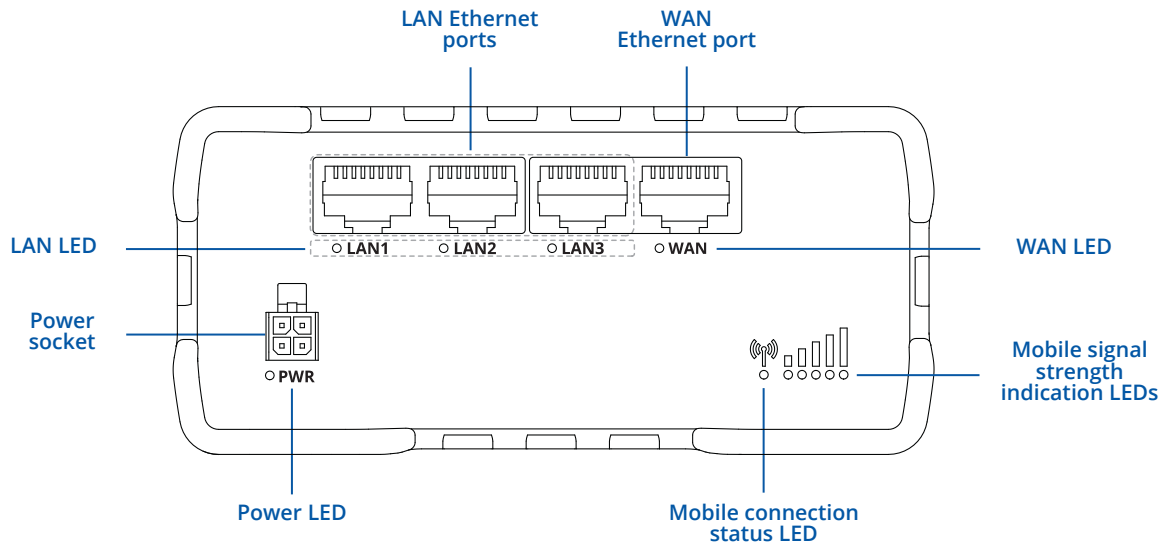 LAN Ethernet
ports
WAN
Ethernet port
LAN LED
LAN1
LAN2
LAN3
WAN
WAN LED
Power
socket
PWR
Mobile signal
strength
indication LEDs
Power LED
Mobile connection
status LED